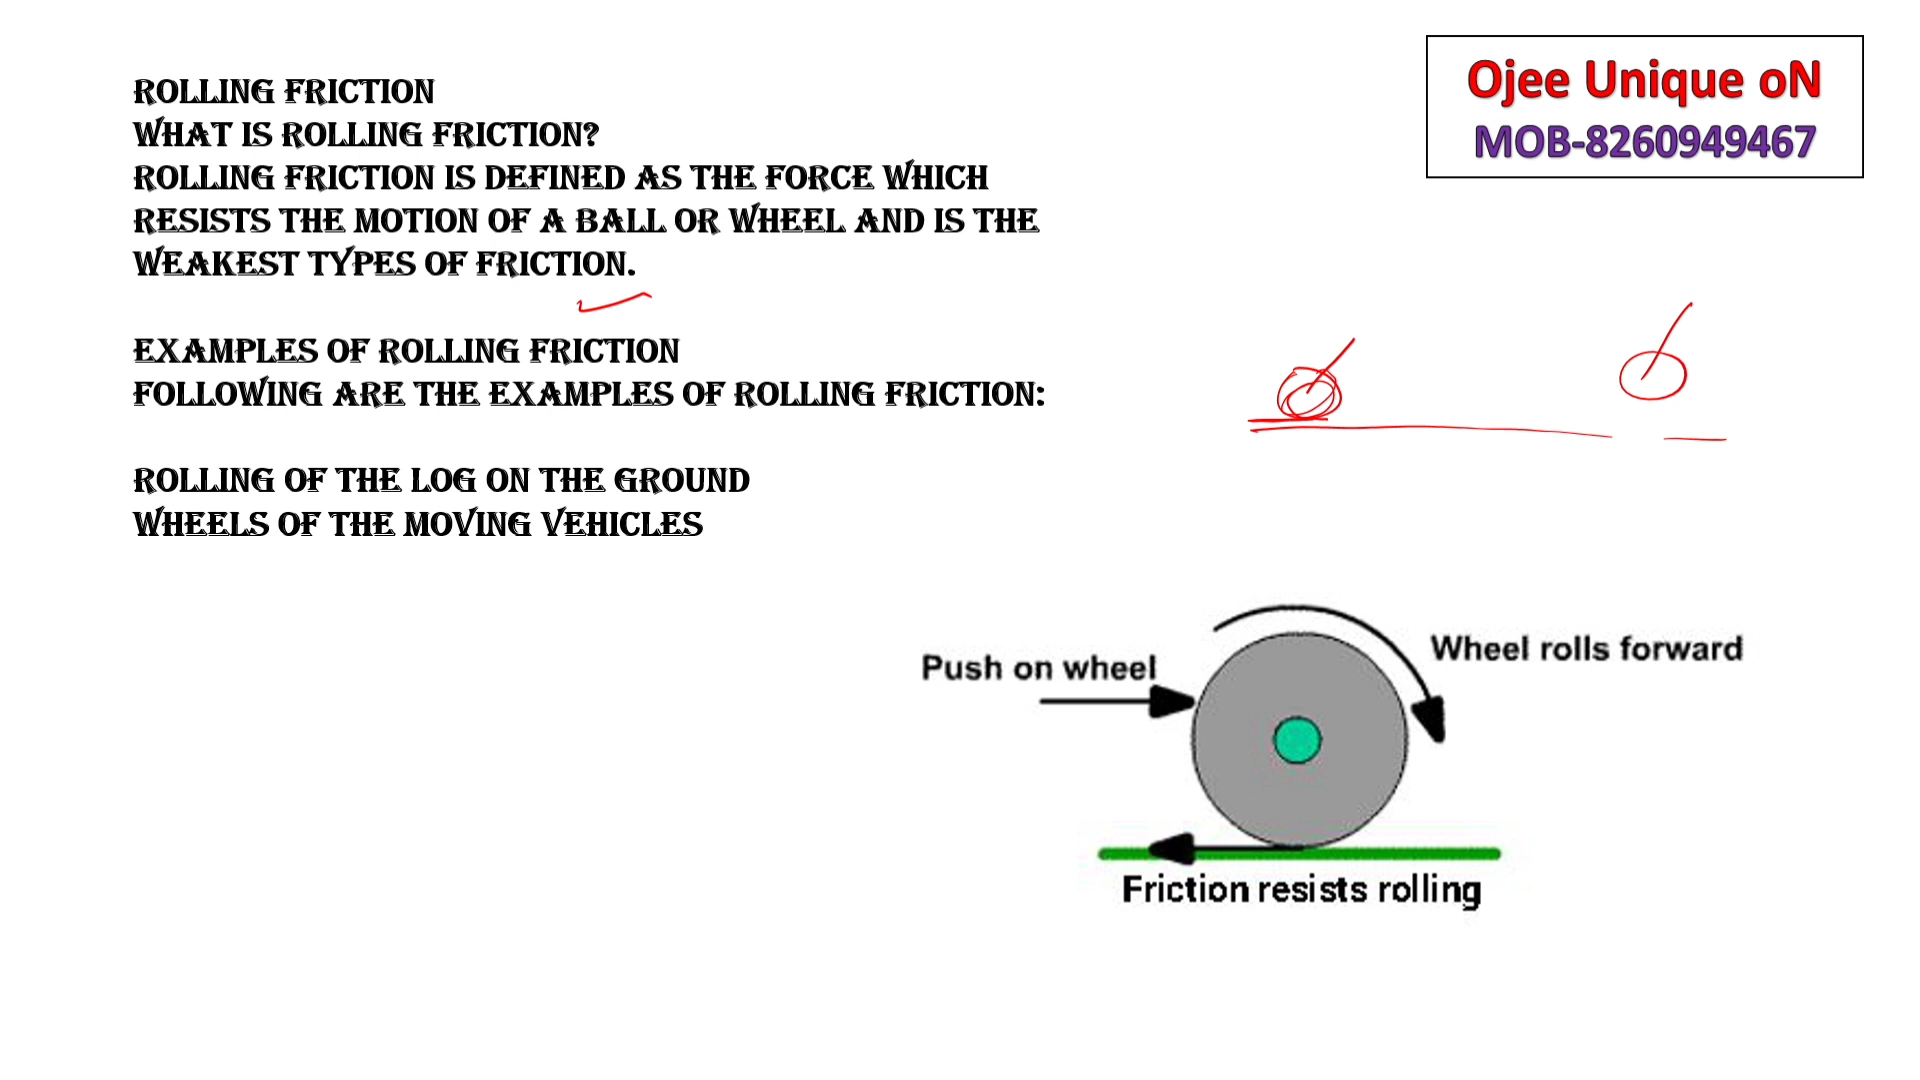 ROLLING FRICTION
WHAT IS ROLLING FRICTION?
ROLLING FRICTION IS DEFINED AS THE FORCE WHICH
RESISTS THE MOTION OF A BALL OR WHEEL AND IS THE
WEAKEST TYPES OF FRICTION.
EXAMPLES OF ROLLING FRICTION
FOLLOWING ARE THE EXAMPLES OF ROLLING FRICTION:
ROLLING OF THE LOG ON THE GROUND
WHEELS OF THE MOVING VEHICLES
Ojee Unique oN
MOB-8260949467
Push on wheel
Wheel rolls forward
Friction resists rolling